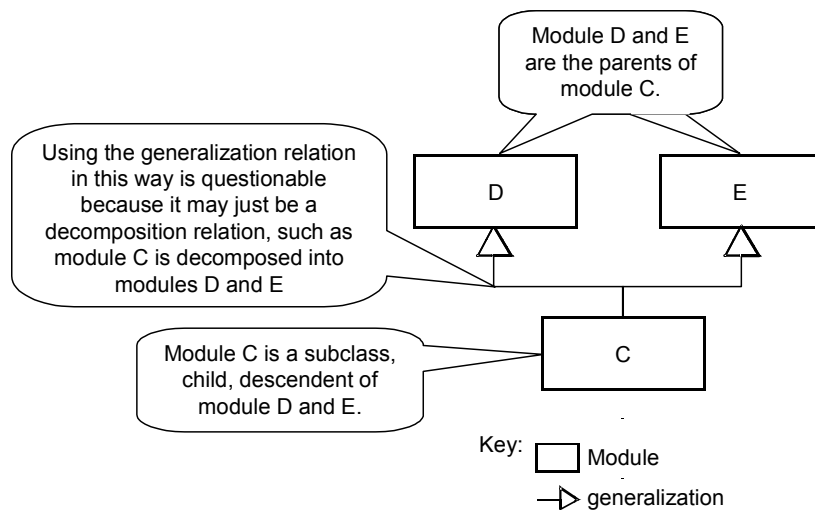 Module D and E
are the parents of
module C.
Using the generalization relation
in this way is questionable
because it may just be a
decomposition relation, such as
module C is decomposed into
modules D and E
D
E
Module C is a subclass,
child, descendent of
module D and E.
C
Key:
Module
generalization